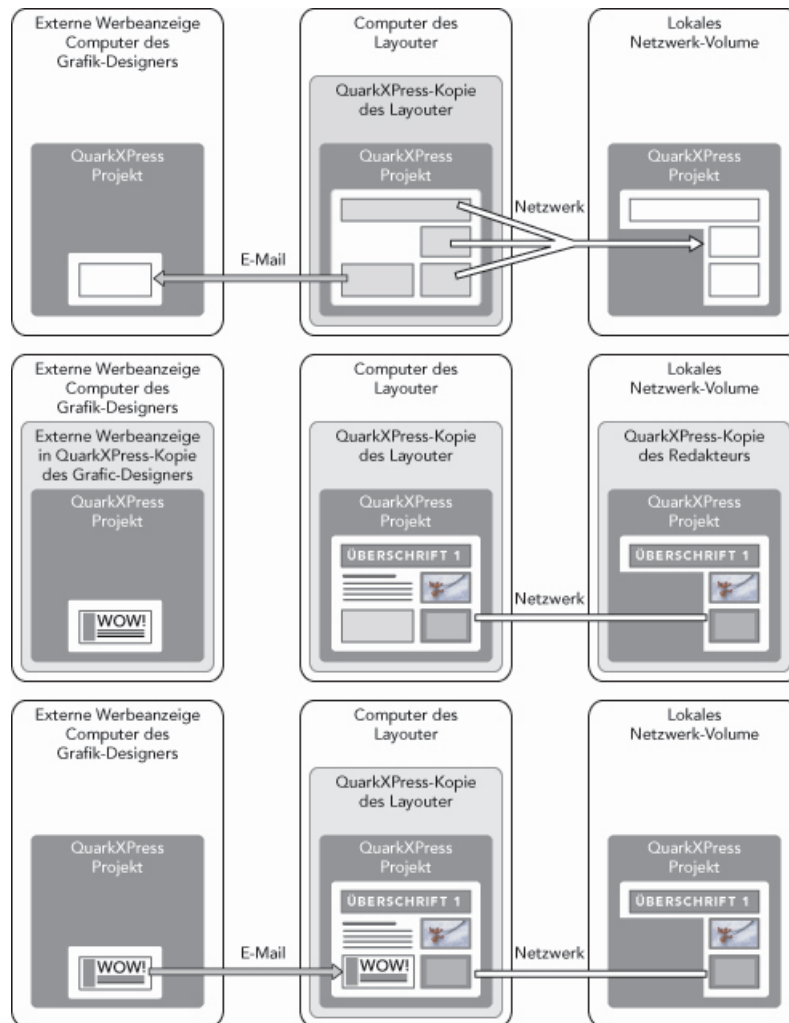 Externe Werbeanzeige
Computer des
Grafik-Designers
QuarkXPress
Projekt
E-Mail
Computer des
Layouter
QuarkXPress-Kopie
des Layouter
QuarkXPress
Projekt
Netzwerk
Lokales
Netzwerk-Volume
QuarkXPress
Projekt
Externe Werbeanzeige
Computer des
Grafik-Designers
Externe Werbeanzeige
in QuarkXPress-Kopie
des Grafic-Designers
QuarkXPress
Projekt
WOW!
Computer des
Layouter
QuarkXPress-Kopie
des Layouter
QuarkXPress
Projekt
ÜBERSCHRIFT 1
Netzwerk
Lokales
Netzwerk-Volume
QuarkXPress-Kopie
des Redakteurs
QuarkXPress
Projekt
ÜBERSCHRIFT 1
Externe Werbeanzeige
Computer des
Grafik-Designers
QuarkXPress
Projekt
WOW!
E-Mail
Computer des
Layouter
QuarkXPress-Kopie
des Layouter
QuarkXPress
Projekt
ÜBERSCHRIFT 1
WOW!
Netzwerk
Lokales
Netzwerk-Volume
QuarkXPress
Projekt
ÜBERSCHRIFT 1